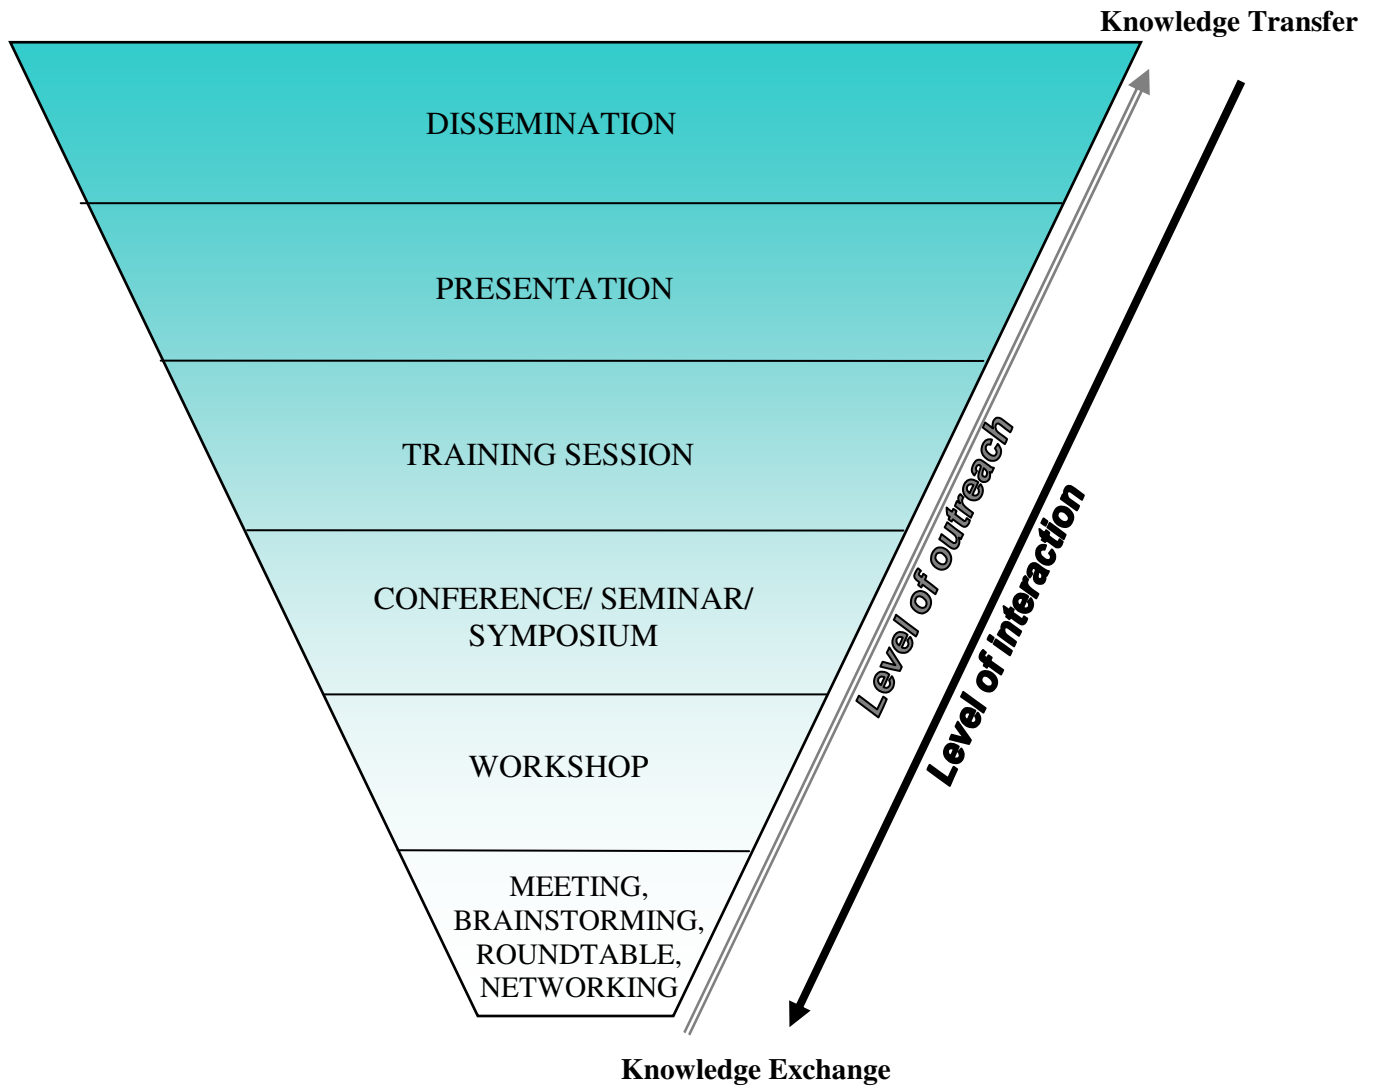 Knowledge Transfer
DISSEMINATION
PRESENTATION
TRAINING SESSION
CONFERENCE/ SEMINAR/
SYMPOSIUM
WORKSHOP
MEETING,
BRAINSTORMING,
ROUNDTABLE,
NETWORKING
Level of outreach
Level of interaction
Knowledge Exchange